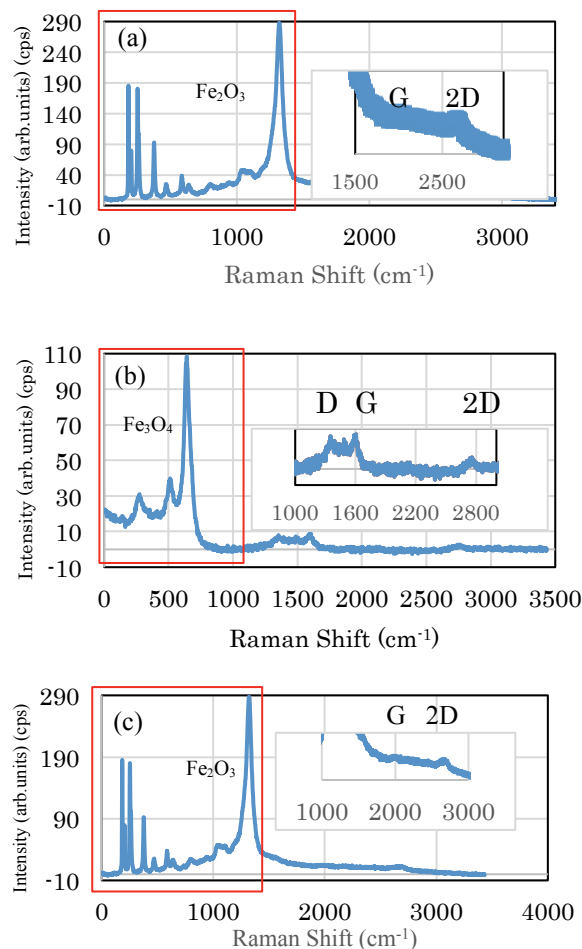 290
240
190
140
90
40
-10
Intensity (arb.units) (cps)
(a)
Fe₂O₃
G 2D
1500 2500
0 1000 2000 3000
Raman Shift (cm⁻¹)
110
90
70
50
30
10
-10
Intensity (arb.units) (cps)
(b)
Fe₃O₄
D G 2D
1000 1600 2200 2800
0 500 1000 1500 2000 2500 3000 3500
Raman Shift (cm⁻¹)
290
190
90
-10
Intensity (arb.units) (cps)
(c)
Fe₂O₃
G 2D
1000 2000 3000
0 1000 2000 3000 4000
Raman Shift (cm⁻¹)